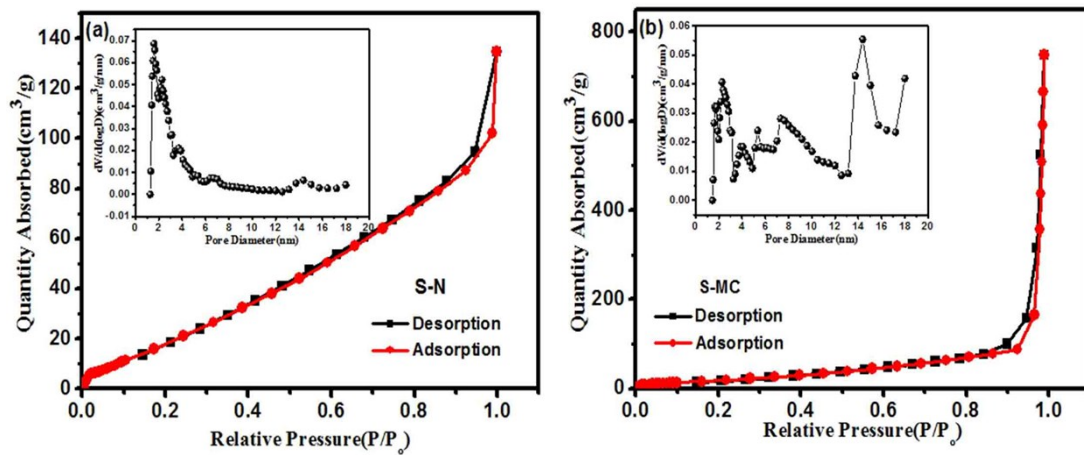 (a)
Quantity Absorbed(cm³/g)
140
120
100
80
60
40
20
0
0.0 0.2 0.4 0.6 0.8 1.0
Relative Pressure(P/Pₒ)
dV/d(logD)(cm³/g/nm)
0.07
0.06
0.05
0.04
0.03
0.02
0.01
0.00
-0.01
0 2 4 6 8 10 12 14 16 18 20
Pore Diameter(nm)
S-N
Desorption
Adsorption
(b)
Quantity Absorbed(cm³/g)
800
600
400
200
0
0.0 0.2 0.4 0.6 0.8 1.0
Relative Pressure(P/Pₒ)
dV/d(logD)(cm³/g/nm)
0.06
0.05
0.04
0.03
0.02
0.01
0.00
0 2 4 6 8 10 12 14 16 18 20
Pore Diameter(nm)
S-MC
Desorption
Adsorption